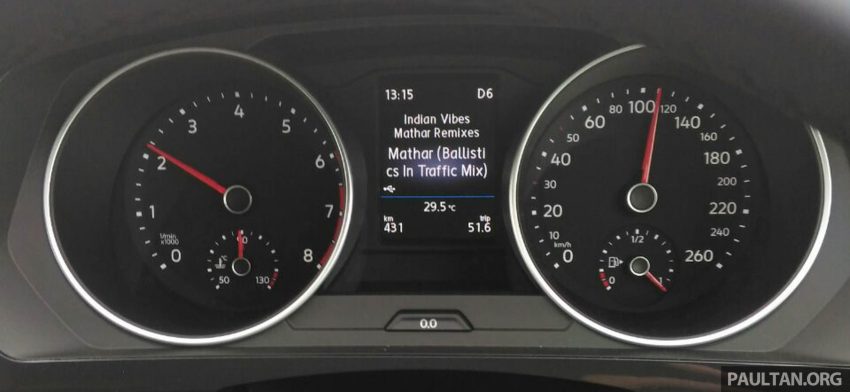 13:15 D6
Indian Vibes
Mathar Remixes
Mathar (Ballisti
cs In Traffic Mix)
29.5 °C
km trip
431 51.6
0 1 2 3 4 5 6 7 8
1/min
x1000
50 90 130
°C
0 10 20 30 40 50 60 80 100 120 140 160 180 200 220 240 260
km/h
0 1/2 1
0.0
PAULTAN.ORG